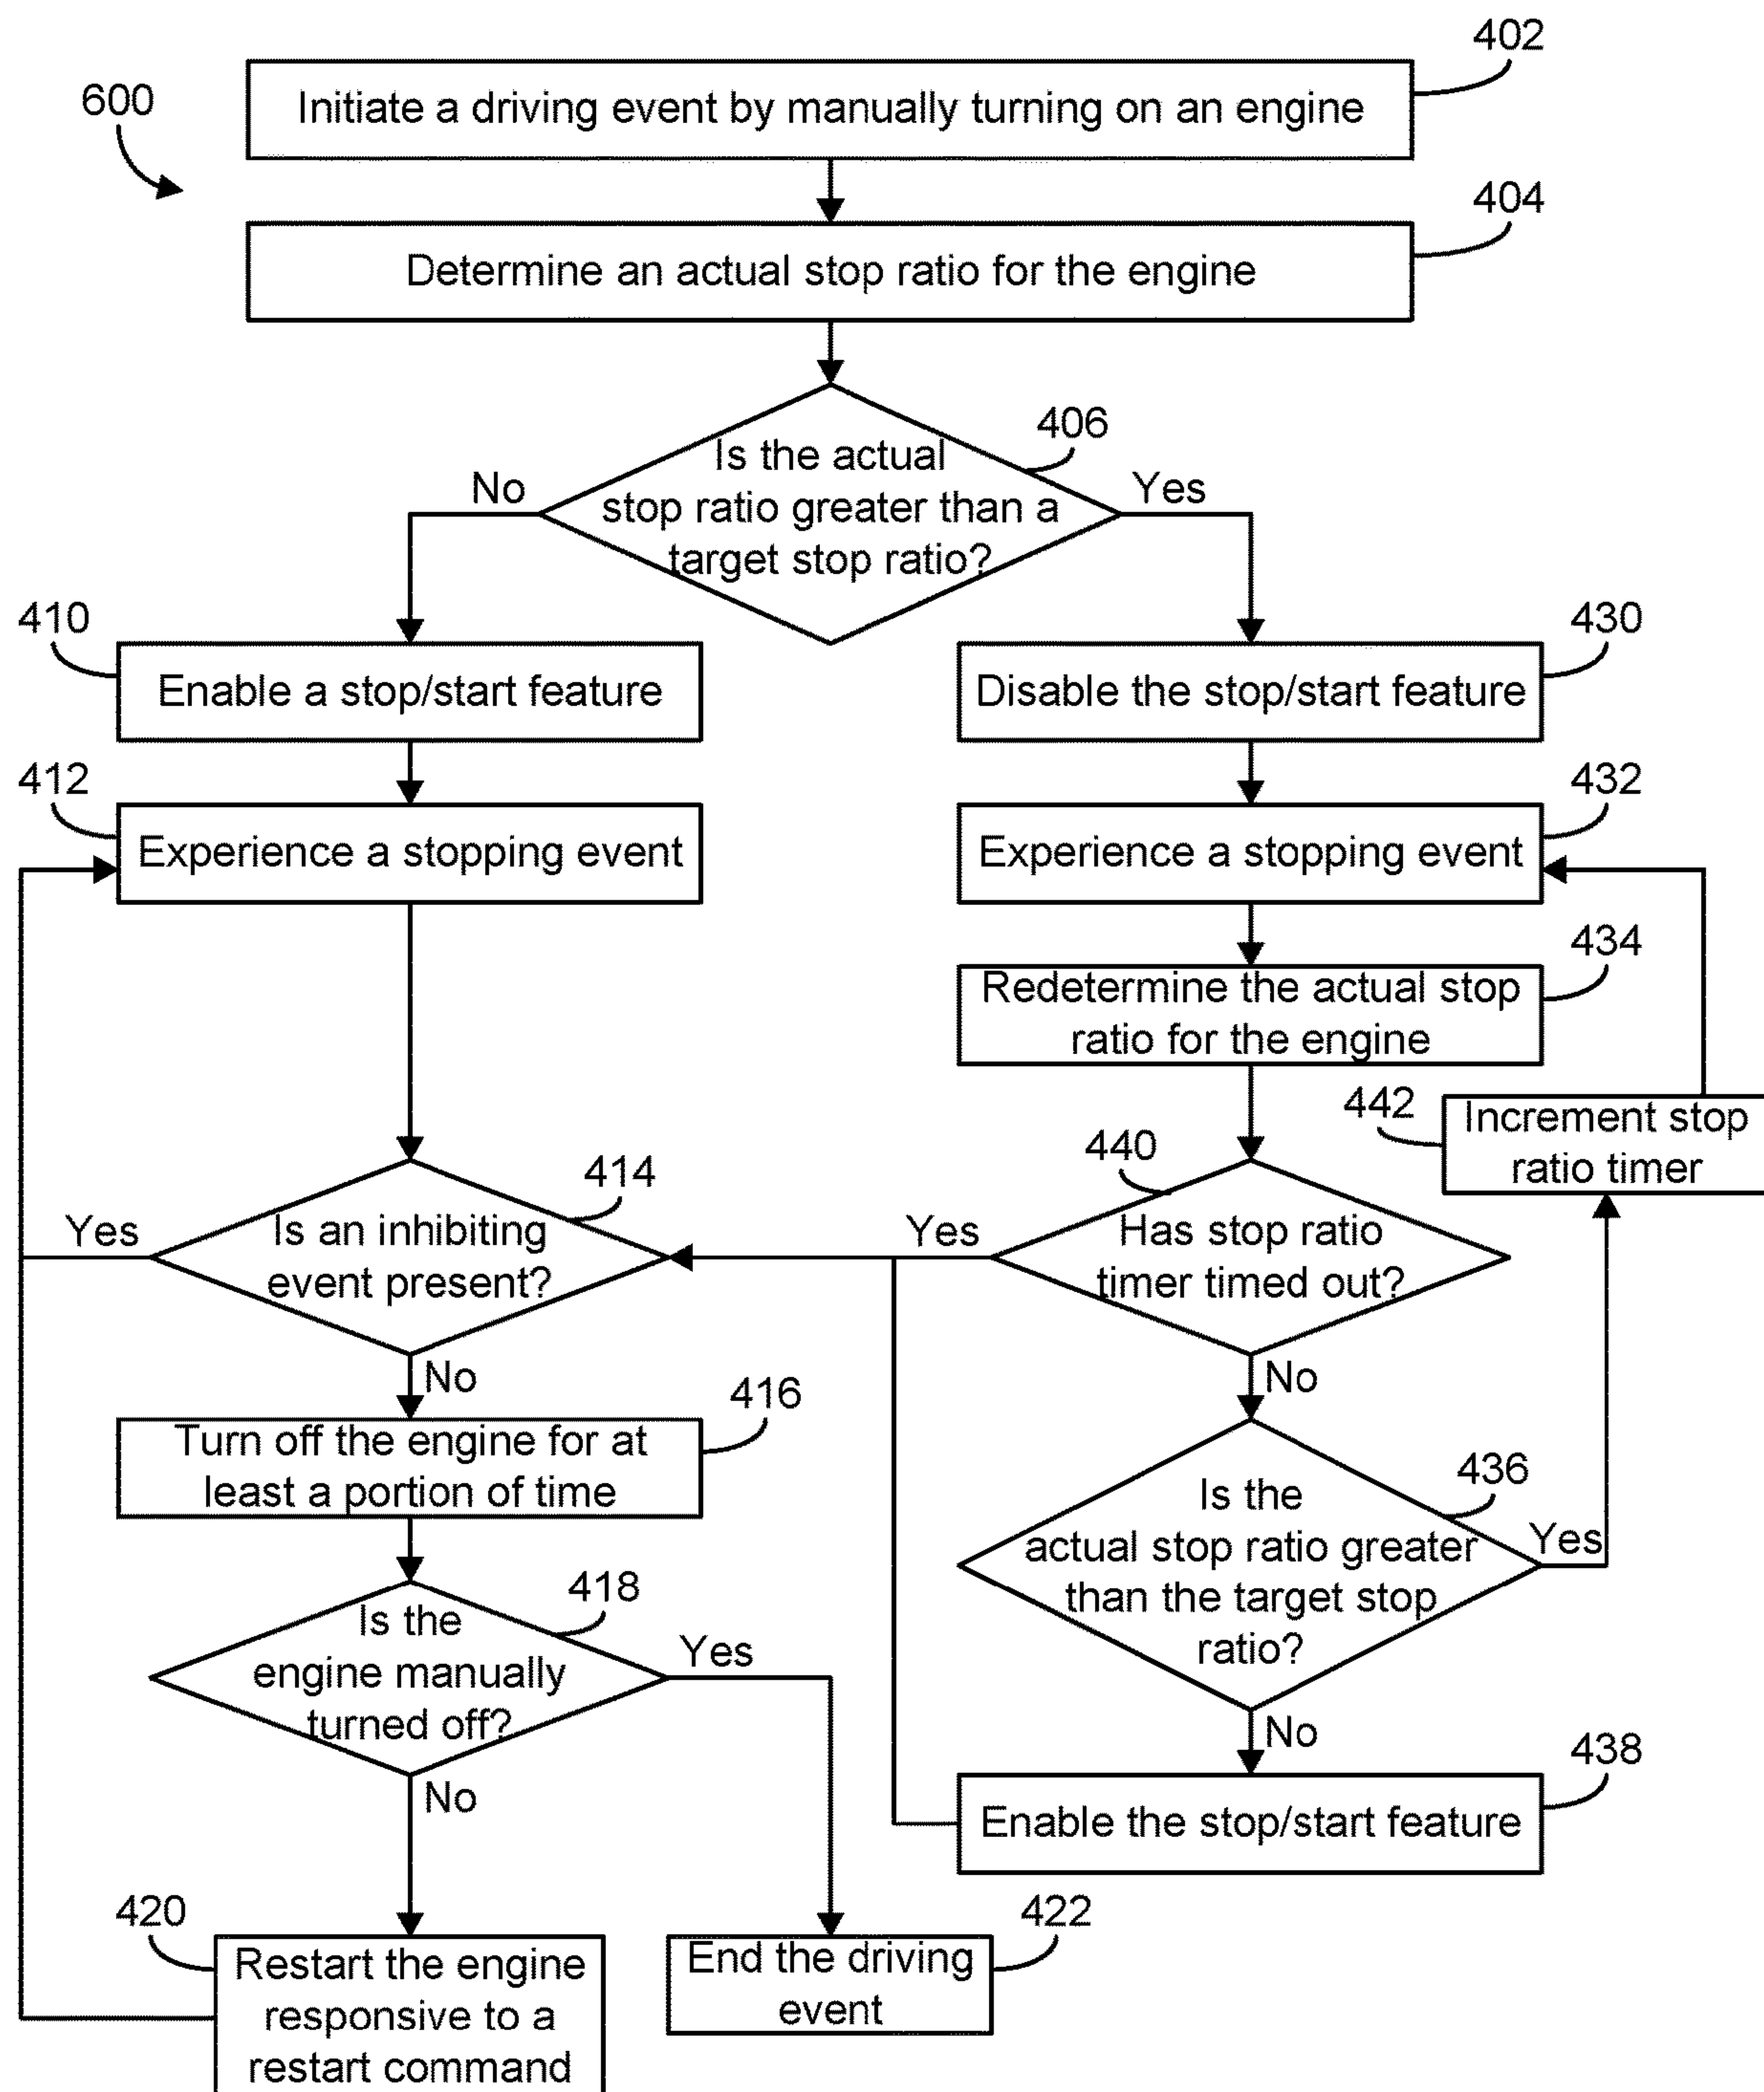 402
600
Initiate a driving event by manually turning on an engine
404
Determine an actual stop ratio for the engine
406
Is the actual
stop ratio greater than a
target stop ratio?
No
Yes
410
Enable a stop/start feature
430
Disable the stop/start feature
412
Experience a stopping event
432
Experience a stopping event
434
Redetermine the actual stop
ratio for the engine
442
Increment stop
ratio timer
414
Is an inhibiting
event present?
Yes
No
440
Has stop ratio
timer timed out?
Yes
No
416
Turn off the engine for at
least a portion of time
436
Is the
actual stop ratio greater
than the target stop
ratio?
Yes
No
418
Is the
engine manually
turned off?
Yes
No
438
Enable the stop/start feature
420
Restart the engine
responsive to a
restart command
422
End the driving
event